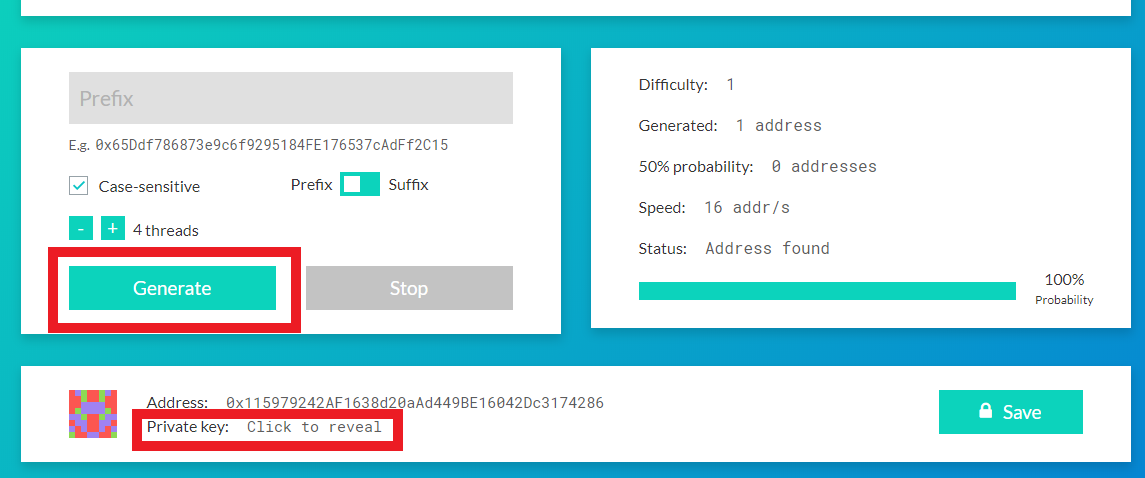 Prefix
E.g. 0x65Ddf786873e9c6f9295184FE176537cAdFf2C15
Case-sensitive
Prefix Suffix
- + 4 threads
Generate Stop
Difficulty: 1
Generated: 1 address
50% probability: 0 addresses
Speed: 16 addr/s
Status: Address found
100%
Probability
Address: 0x115979242AF1638d20aAd449BE16042Dc3174286
Private key: Click to reveal
Save